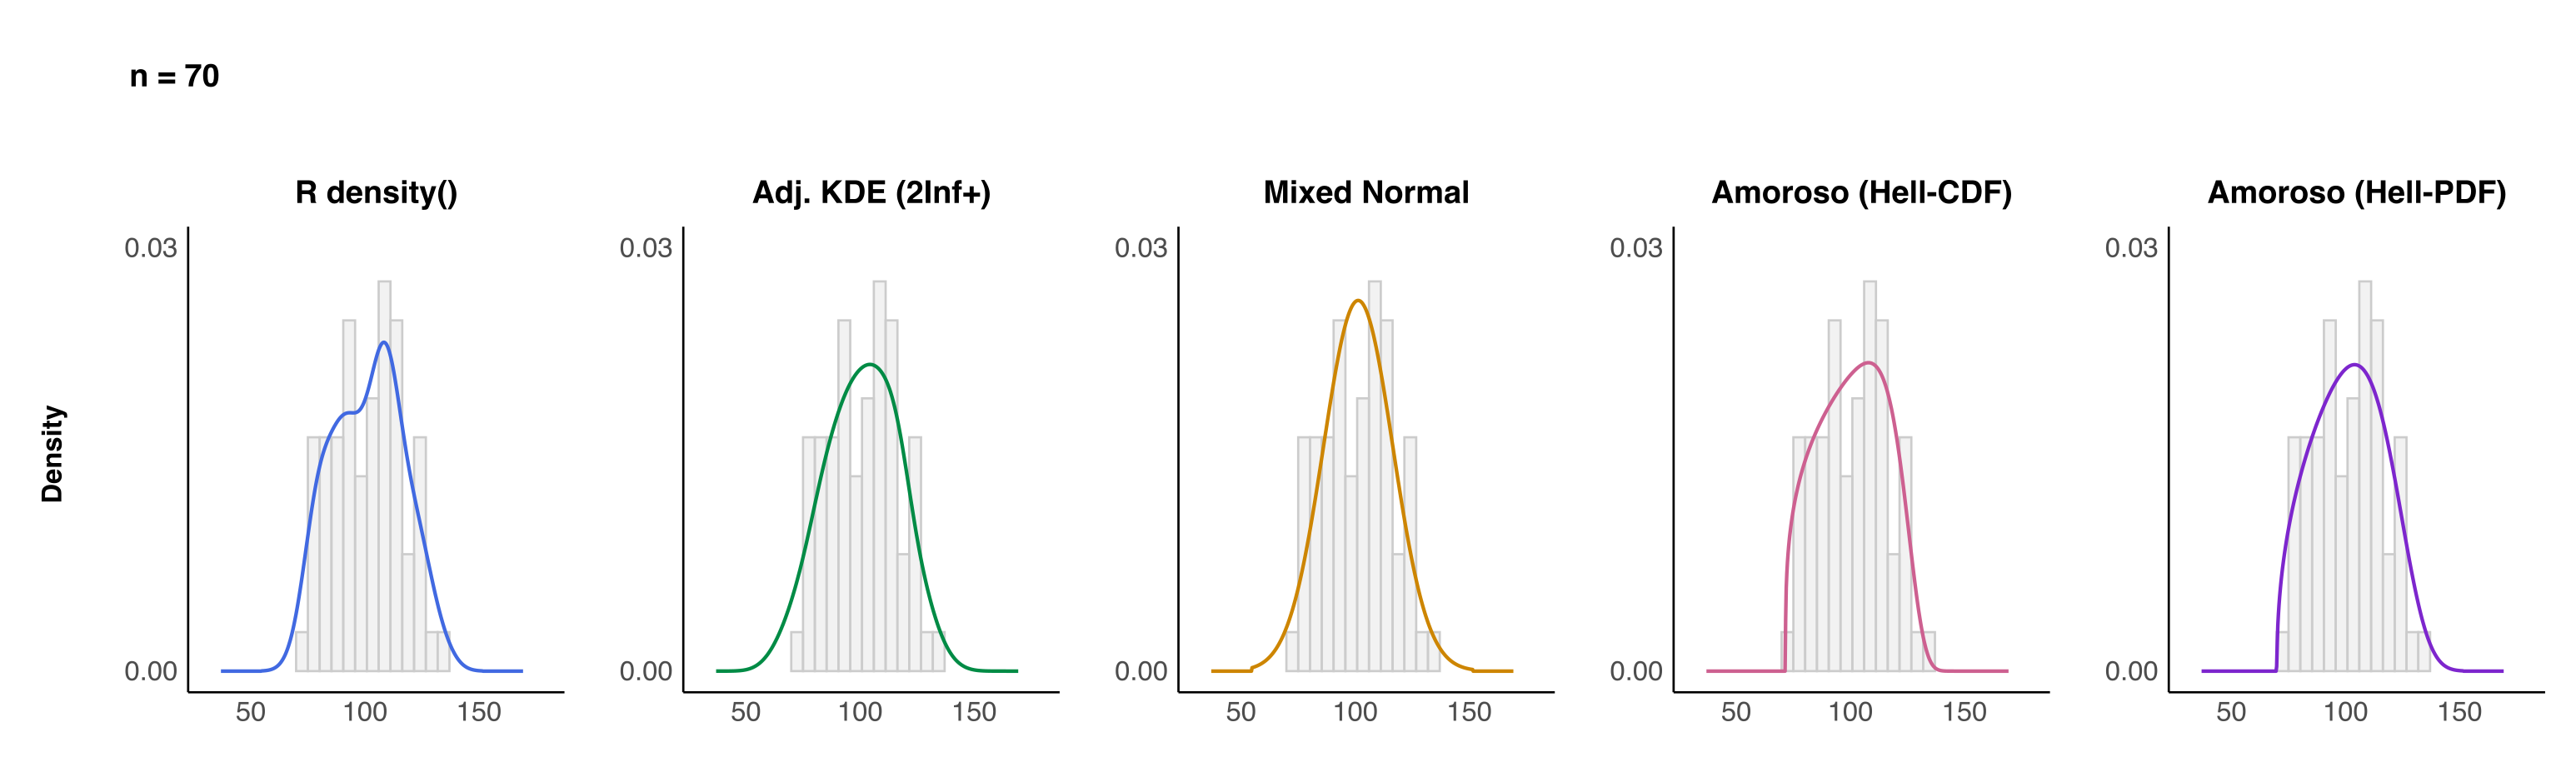 n = 70
R density()
Adj. KDE (2Inf+)
Mixed Normal
Amoroso (Hell-CDF)
Amoroso (Hell-PDF)
Density
0.03
0.00
50 100 150
0.03
0.00
50 100 150
0.03
0.00
50 100 150
0.03
0.00
50 100 150
0.03
0.00
50 100 150